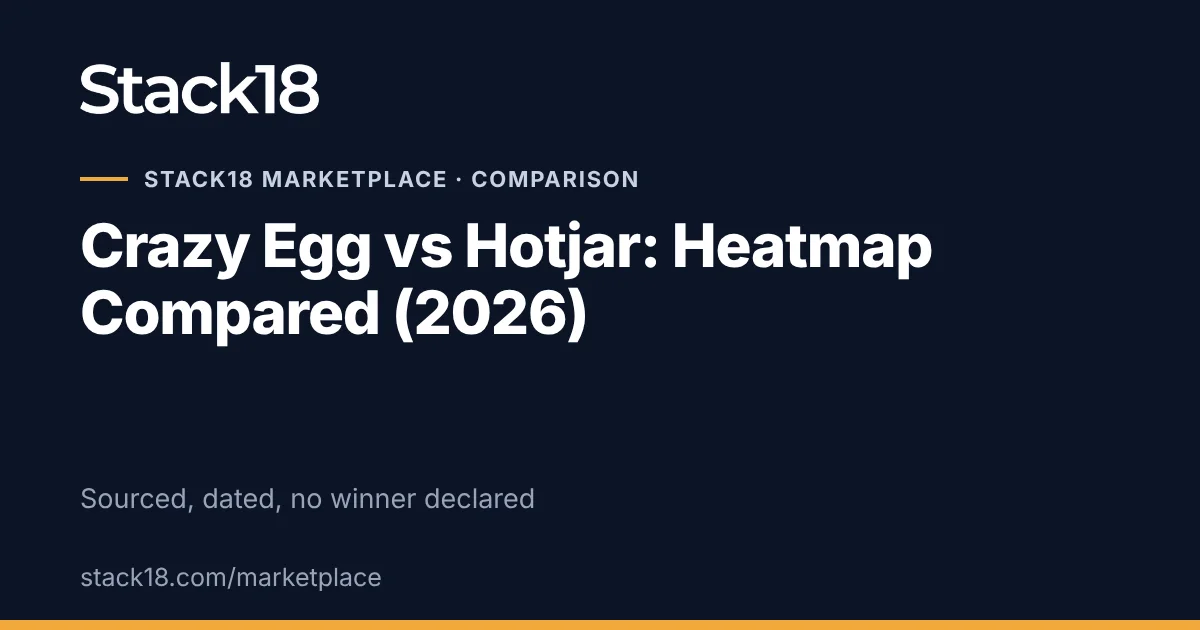 Stack18
STACK18 MARKETPLACE · COMPARISON
Crazy Egg vs Hotjar: Heatmap
Compared (2026)
Sourced, dated, no winner declared
stack18.com/marketplace